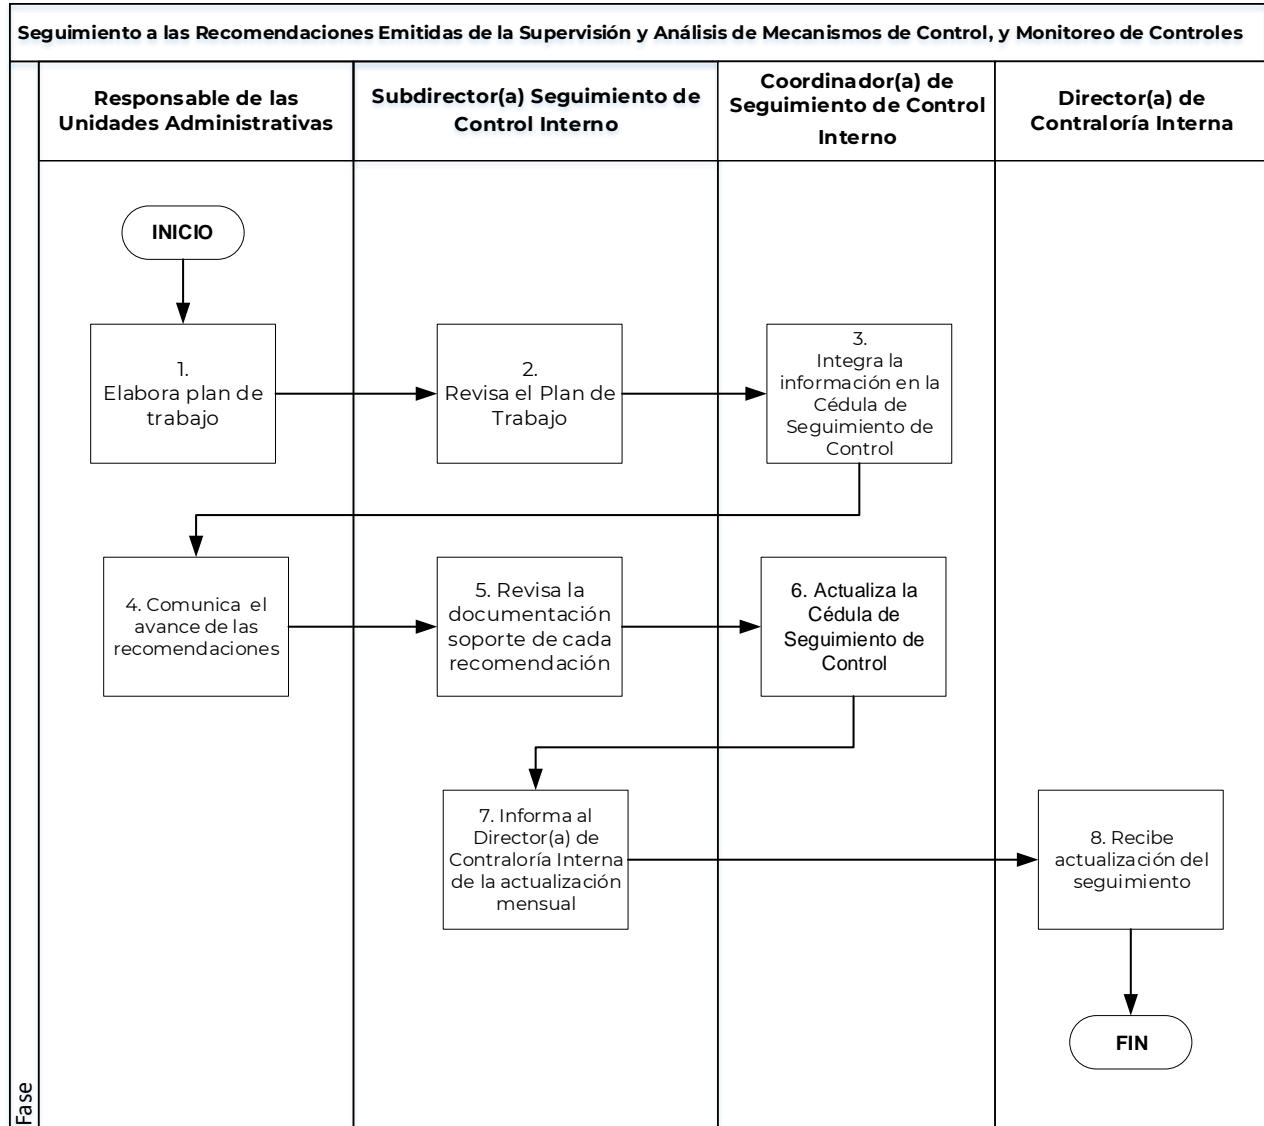 Seguimiento a las Recomendaciones Emitidas de la Supervisión y Análisis de Mecanismos de Control, y Monitoreo de Controles
Responsable de las
Unidades Administrativas
Subdirector(a) Seguimiento de
Control Interno
Coordinador(a) de
Seguimiento de Control
Interno
Director(a) de
Contraloría Interna
INICIO
1.
Elabora plan de
trabajo
2.
Revisa el Plan de
Trabajo
3.
Integra la
información en la
Cédula de
Seguimiento de
Control
4. Comunica  el
avance de las
recomendaciones
5. Revisa la
documentación
soporte de cada
recomendación
6. Actualiza la
Cédula de
Seguimiento de
Control
7. Informa al
Director(a) de
Contraloría Interna
de la actualización
mensual
8. Recibe
actualización del
seguimiento
FIN
Fase